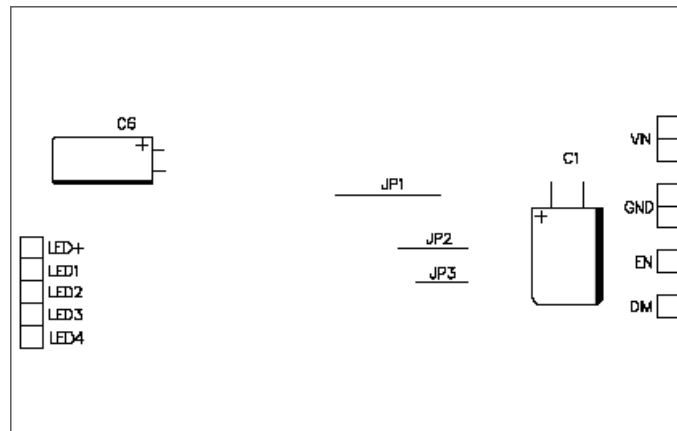 C6
+
VIN
C1
JP1
GND
+
JP2
LED+
EN
LED1
JP3
LED2
DIM
LED3
LED4